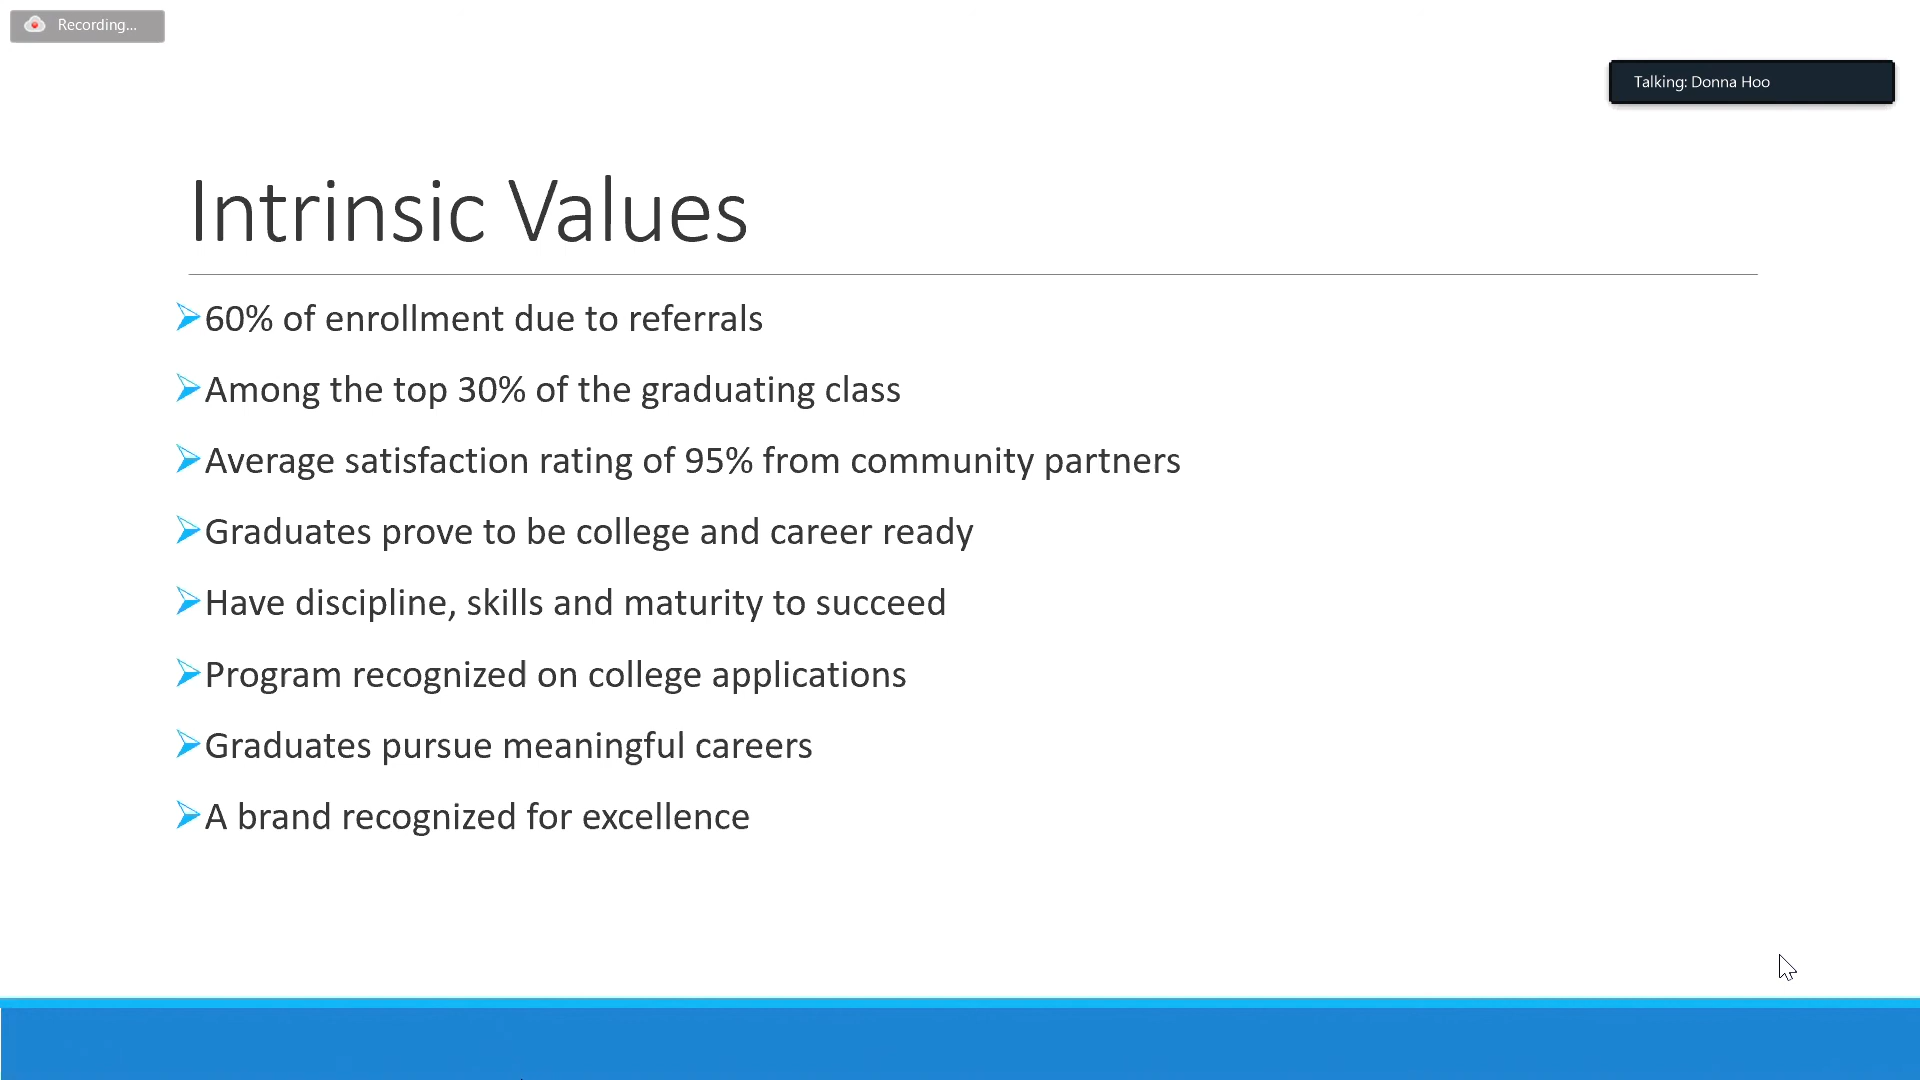 Recording...
Talking: Donna Hoo
Intrinsic Values
60% of enrollment due to referrals
Among the top 30% of the graduating class
Average satisfaction rating of 95% from community partners
Graduates prove to be college and career ready
Have discipline, skills and maturity to succeed
Program recognized on college applications
Graduates pursue meaningful careers
A brand recognized for excellence